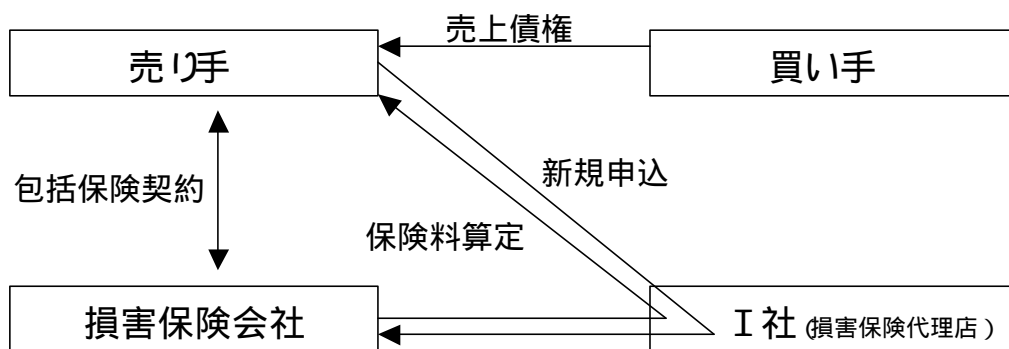 売上債権
売り手
買い手
包括保険契約
新規申込
保険料算定
損害保険会社
I社(損害保険代理店)